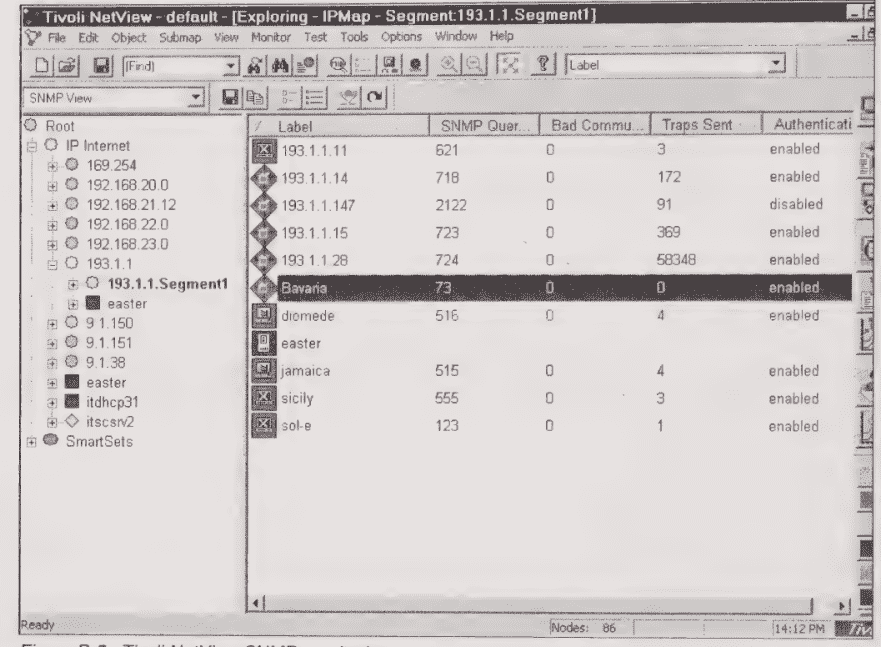 Tivoli NetView - default - [Exploring - IPMap - Segment:193.1.1.Segment1]
File Edit Object Submap View Monitor Test Tools Options Window Help
(Find) Label
SNMP View
Root
IP Internet
169.254
192.168.20.0
192.168.21.12
192.168.22.0
192.168.23.0
193.1.1
193.1.1.Segment1
easter
9.1.150
9.1.151
9.1.38
easter
itdhcp31
itscsrv2
SmartSets
/ Label SNMP Quer... Bad Commu... Traps Sent Authenticati
193.1.1.11 621 0 3 enabled
193.1.1.14 718 0 172 enabled
193.1.1.147 2122 0 91 disabled
193.1.1.15 723 0 369 enabled
193.1.1.28 724 0 58348 enabled
Bavaria 73 0 0 enabled
diomede 516 0 4 enabled
easter
jamaica 515 0 4 enabled
sicily 555 0 3 enabled
sol-e 123 0 1 enabled
Ready Nodes: 86 14:12 PM Tiv
Tivoli NetView SNMP